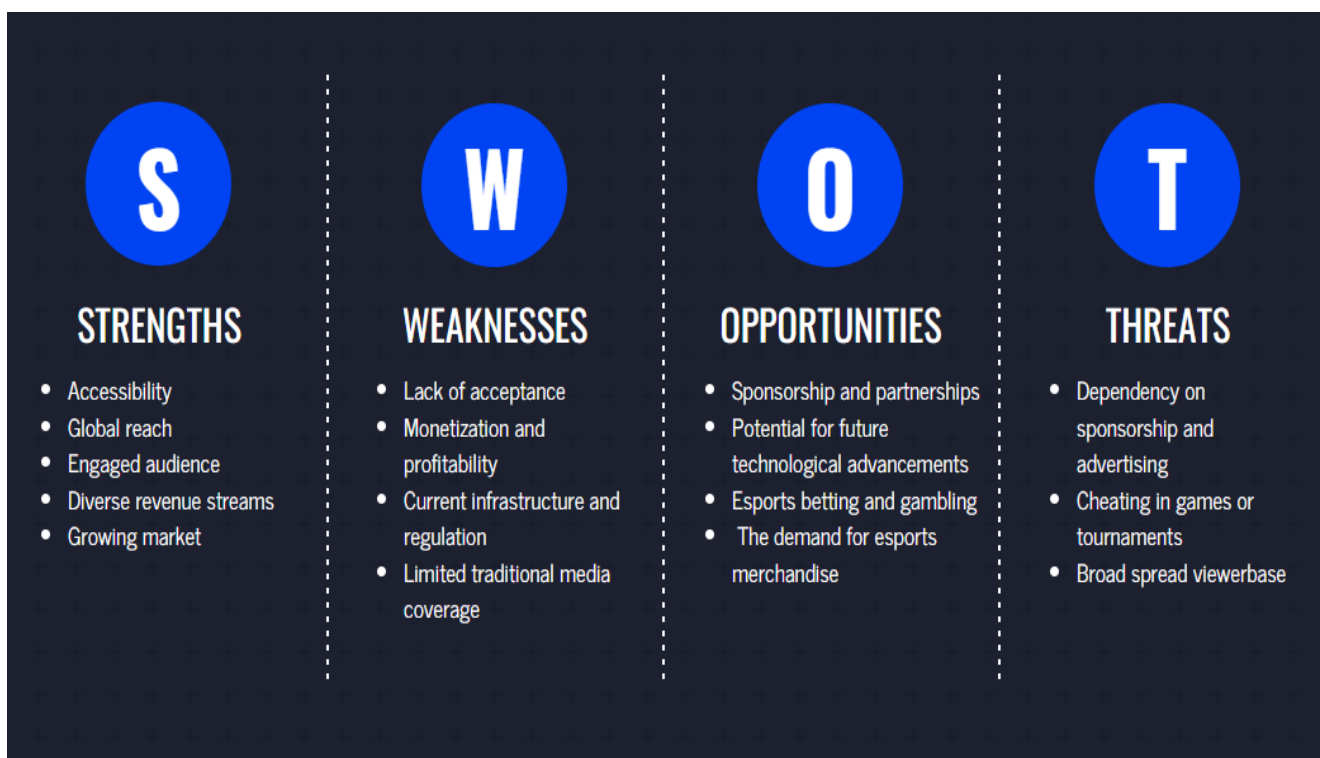 S
STRENGTHS
• Accessibility
• Global reach
• Engaged audience
• Diverse revenue streams
• Growing market
W
WEAKNESSES
• Lack of acceptance
• Monetization and
profitability
• Current infrastructure and
regulation
• Limited traditional media
coverage
O
OPPORTUNITIES
• Sponsorship and partnerships
• Potential for future
technological advancements
• Esports betting and gambling
• The demand for esports
merchandise
T
THREATS
• Dependency on
sponsorship and
advertising
• Cheating in games or
tournaments
• Broad spread viewerbase